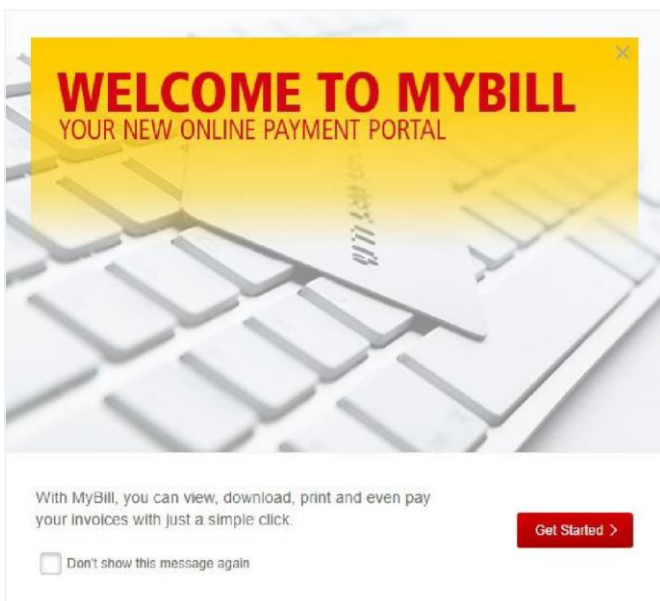 WELCOME TO MYBILL
YOUR NEW ONLINE PAYMENT PORTAL
With MyBill, you can view, download, print and even pay
your invoices with just a simple click.
Get Started >
Don't show this message again